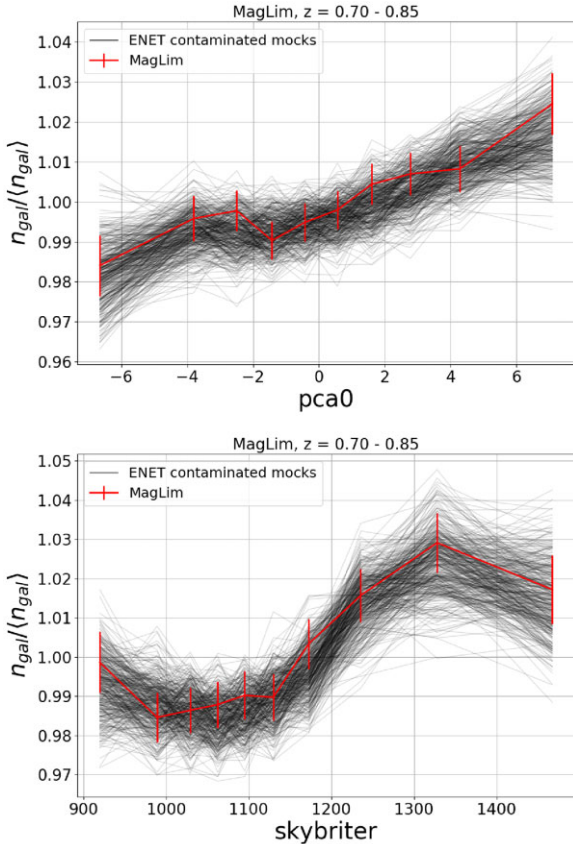 MagLim, z = 0.70 - 0.85
ENET contaminated mocks
MagLim
1.04
1.03
1.02
1.01
1.00
0.99
0.98
0.97
0.96
n_gal/⟨n_gal⟩
−6 −4 −2 0 2 4 6
pca0
MagLim, z = 0.70 - 0.85
ENET contaminated mocks
MagLim
1.05
1.04
1.03
1.02
1.01
1.00
0.99
0.98
0.97
n_gal/⟨n_gal⟩
900 1000 1100 1200 1300 1400
skybriter